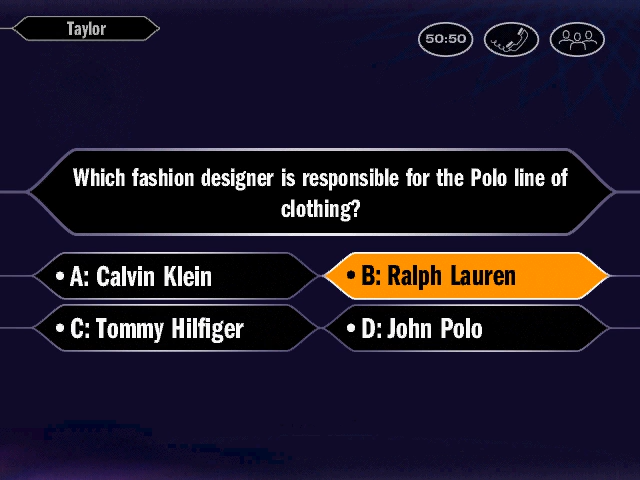 Taylor
50:50
Which fashion designer is responsible for the Polo line of
clothing?
• A: Calvin Klein
• B: Ralph Lauren
• C: Tommy Hilfiger
• D: John Polo